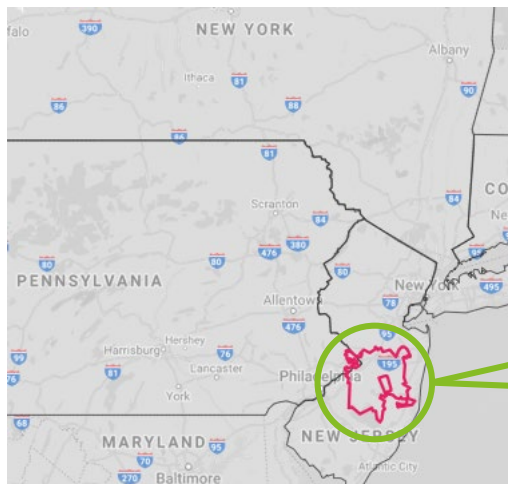 390
NEW YORK
falo
Albany
Ithaca
81
90
86
88
86
81
CO
Scranton
84
84
Ne
476
380
80
80
80
95
PENNSYLVANIA
New York
495
Allentown
78
476
95
99
Harrisburg
Hershey
76
195
76
81
Lancaster
Philadelphia
York
68
MARYLAND
95
NEW JERSEY
70
Atlantic City
270
Baltimore